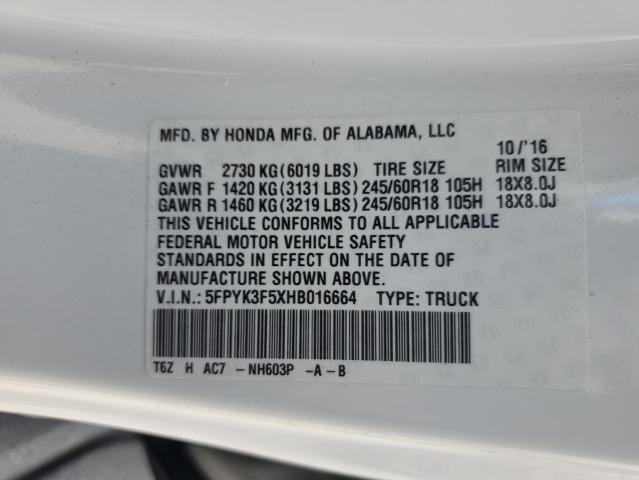 MFD. BY HONDA MFG. OF ALABAMA, LLC
10/'16
GVWR 2730 KG(6019 LBS) TIRE SIZE RIM SIZE
GAWR F 1420 KG(3131 LBS) 245/60R18 105H 18X8.0J
GAWR R 1460 KG(3219 LBS) 245/60R18 105H 18X8.0J
THIS VEHICLE CONFORMS TO ALL APPLICABLE
FEDERAL MOTOR VEHICLE SAFETY
STANDARDS IN EFFECT ON THE DATE OF
MANUFACTURE SHOWN ABOVE.
V.I.N.: 5FPYK3F5XHB016664 TYPE: TRUCK
T6Z H AC7 -NH603P -A-B